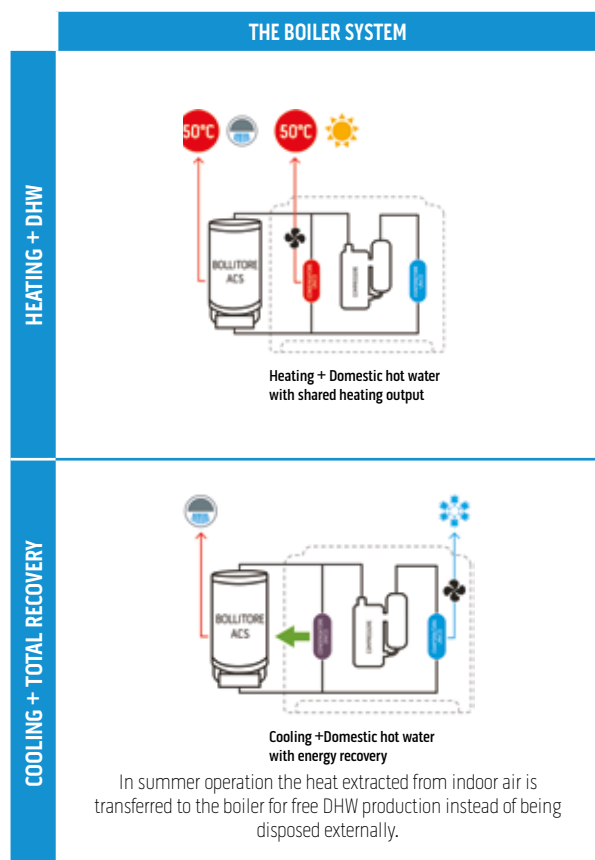 THE BOILER SYSTEM
HEATING + DHW
50°C
50°C
BOLLITORE
ACS
Heating + Domestic hot water
with shared heating output
COOLING + TOTAL RECOVERY
BOLLITORE
ACS
Cooling +Domestic hot water
with energy recovery
In summer operation the heat extracted from indoor air is
transferred to the boiler for free DHW production instead of being
disposed externally.